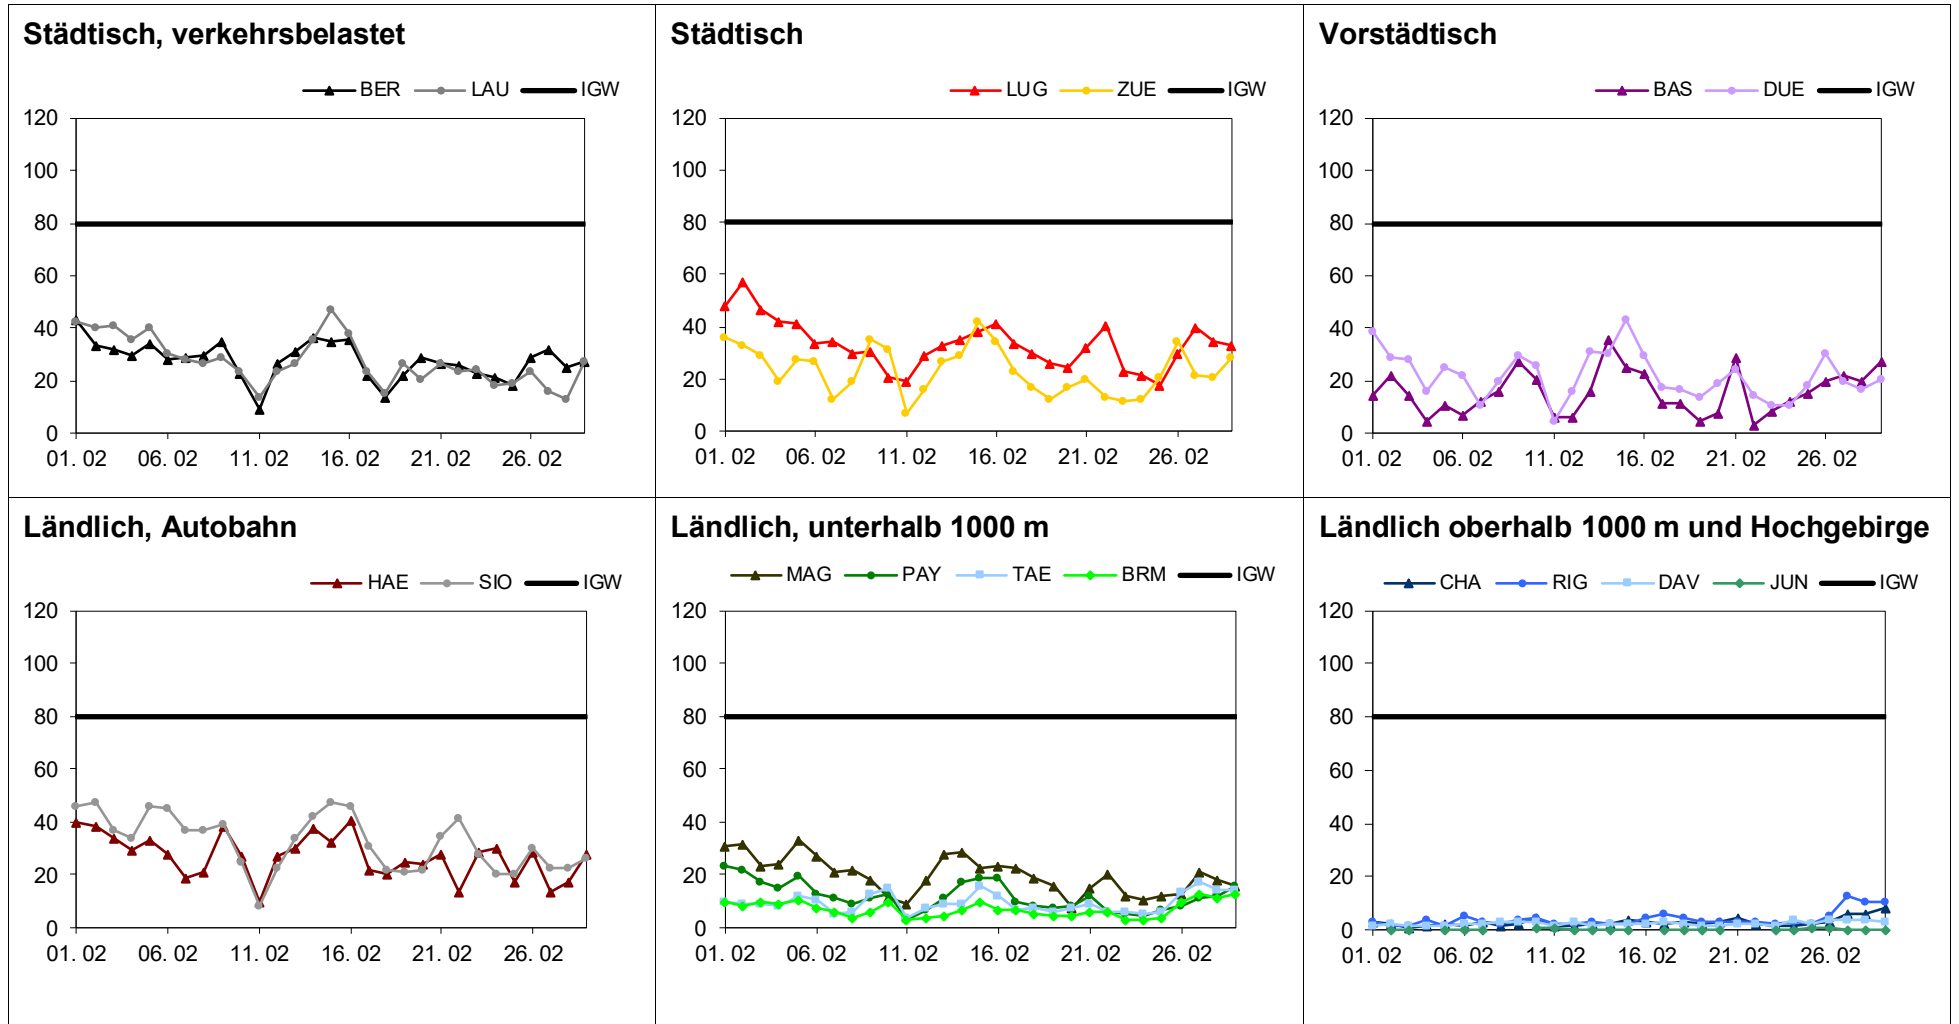 Städtisch, verkehrsbelastet
BER LAU IGW
120
100
80
60
40
20
0
01. 02 06. 02 11. 02 16. 02 21. 02 26. 02
Städtisch
LUG ZUE IGW
120
100
80
60
40
20
0
01. 02 06. 02 11. 02 16. 02 21. 02 26. 02
Vorstädtisch
BAS DUE IGW
120
100
80
60
40
20
0
01. 02 06. 02 11. 02 16. 02 21. 02 26. 02
Ländlich, Autobahn
HAE SIO IGW
120
100
80
60
40
20
0
01. 02 06. 02 11. 02 16. 02 21. 02 26. 02
Ländlich, unterhalb 1000 m
MAG PAY TAE BRM IGW
120
100
80
60
40
20
0
01. 02 06. 02 11. 02 16. 02 21. 02 26. 02
Ländlich oberhalb 1000 m und Hochgebirge
CHA RIG DAV JUN IGW
120
100
80
60
40
20
0
01. 02 06. 02 11. 02 16. 02 21. 02 26. 02